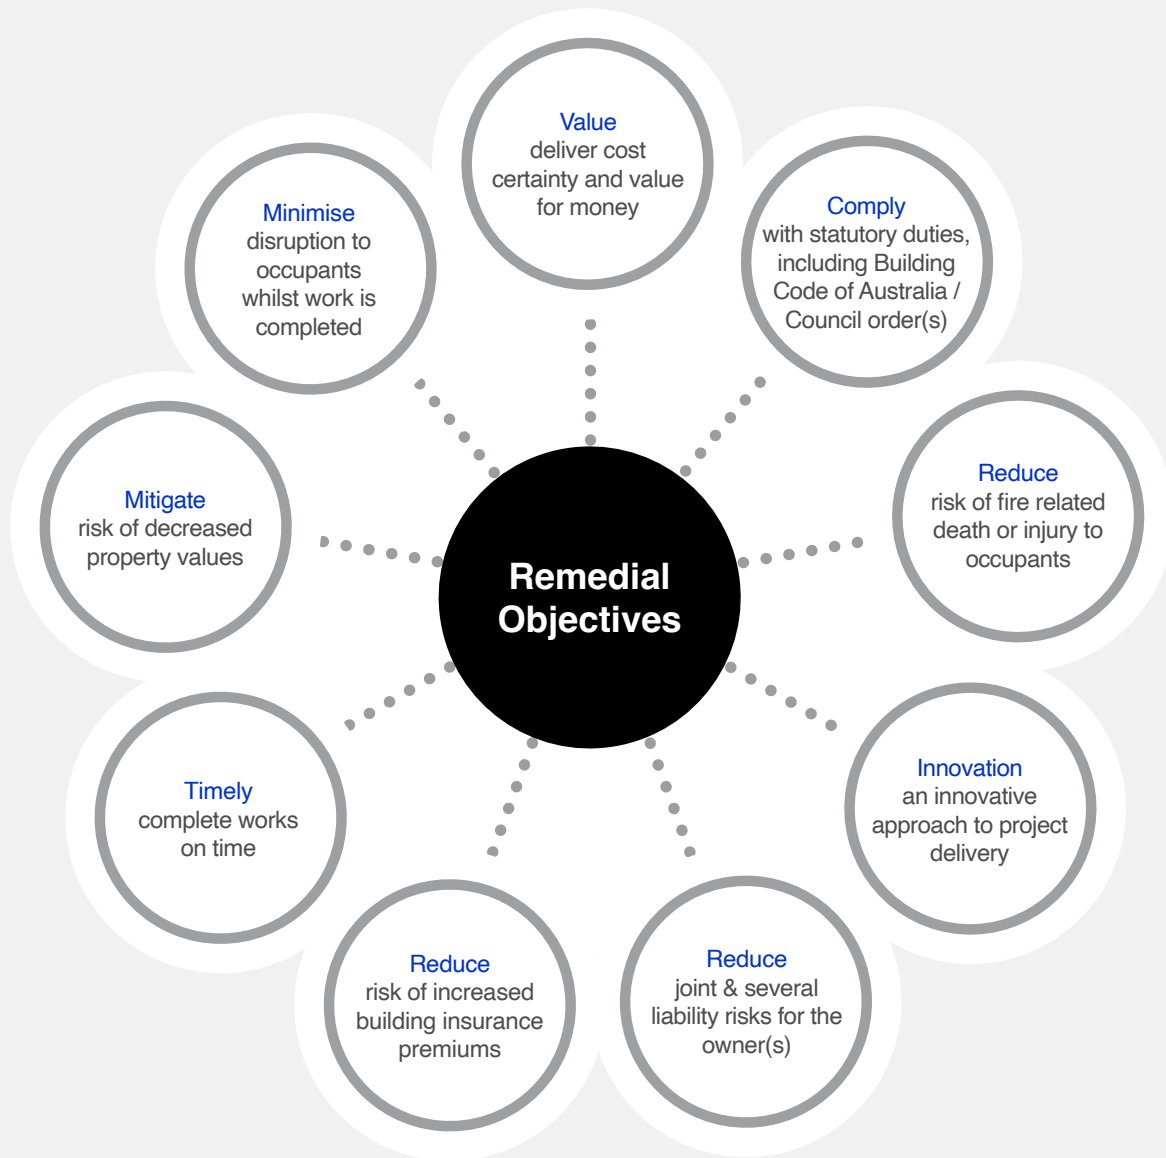 Value
deliver cost
certainty and value
for money
Comply
with statutory duties,
including Building
Code of Australia /
Council order(s)
Reduce
risk of fire related
death or injury to
occupants
Innovation
an innovative
approach to project
delivery
Reduce
joint & several
liability risks for the
owner(s)
Reduce
risk of increased
building insurance
premiums
Timely
complete works
on time
Mitigate
risk of decreased
property values
Minimise
disruption to
occupants
whilst work is
completed
Remedial
Objectives